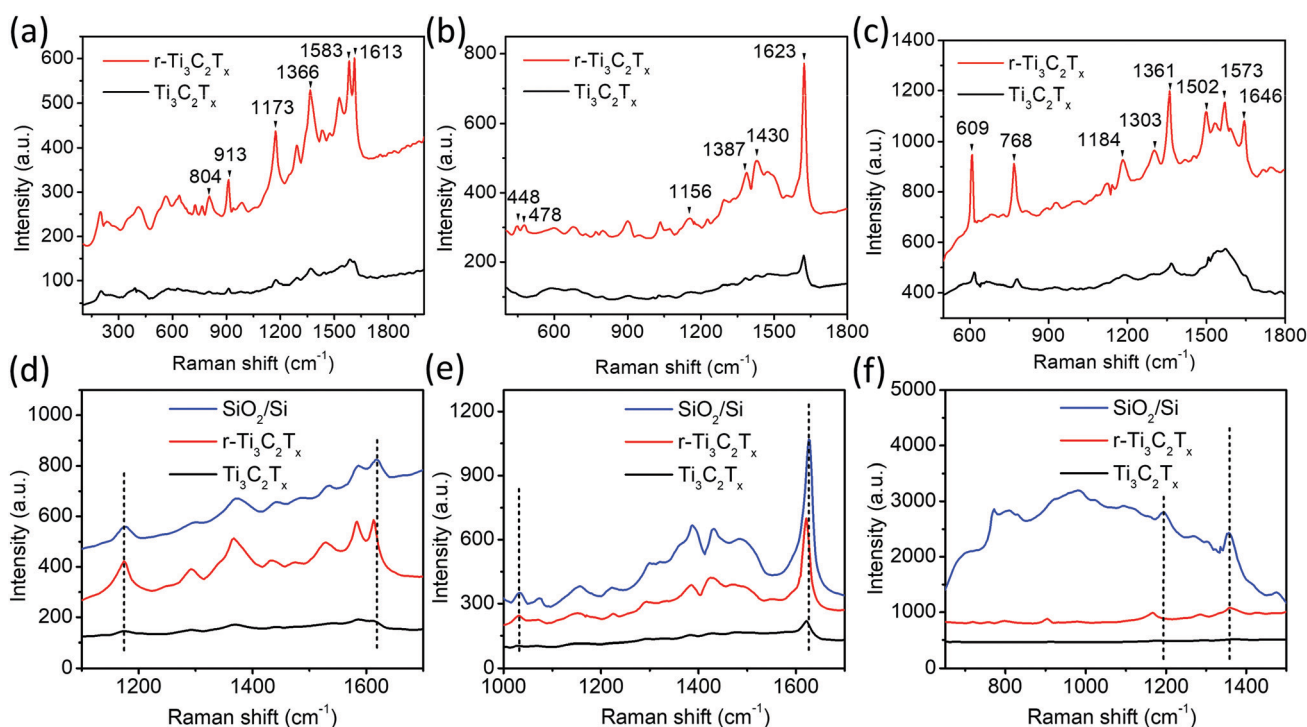 (a)
r-Ti₃C₂Tₓ
Ti₃C₂Tₓ
1583 1613
1366
1173
913
804
600
500
400
300
200
100
300 600 900 1200 1500 1800
Intensity (a.u.)
Raman shift (cm⁻¹)
(b)
r-Ti₃C₂Tₓ
Ti₃C₂Tₓ
1623
1430
1387
1156
448
478
800
600
400
200
600 900 1200 1500 1800
Intensity (a.u.)
Raman shift (cm⁻¹)
(c)
r-Ti₃C₂Tₓ
Ti₃C₂Tₓ
1361
1573
1502
1646
1303
1184
609
768
1400
1200
1000
800
600
400
600 900 1200 1500 1800
Intensity (a.u.)
Raman shift (cm⁻¹)
(d)
SiO₂/Si
r-Ti₃C₂Tₓ
Ti₃C₂Tₓ
1000
800
600
400
200
0
1200 1400 1600
Intensity (a.u.)
Raman shift (cm⁻¹)
(e)
SiO₂/Si
r-Ti₃C₂Tₓ
Ti₃C₂Tₓ
1200
900
600
300
0
1000 1200 1400 1600
Intensity (a.u.)
Raman shift (cm⁻¹)
(f)
SiO₂/Si
r-Ti₃C₂Tₓ
Ti₃C₂Tₓ
5000
4000
3000
2000
1000
0
800 1000 1200 1400
Intensity (a.u.)
Raman shift (cm⁻¹)